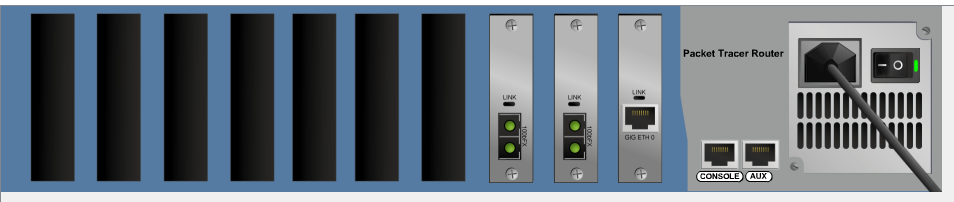 LINK
100FX
LINK
100FX
LINK
GIG ETH 0
Packet Tracer Router
CONSOLE
AUX